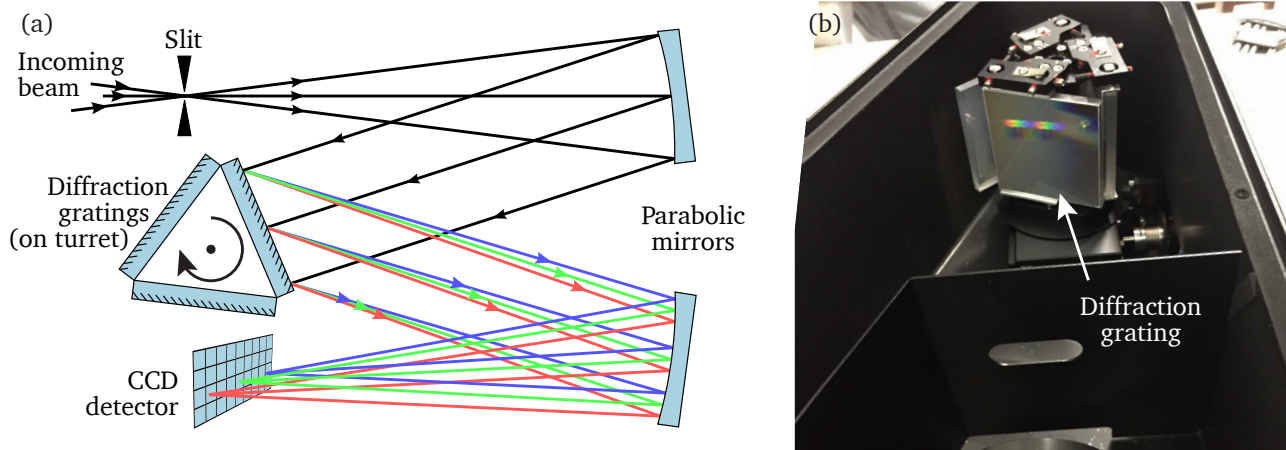 (a)
Slit
Incoming
beam
Diffraction
gratings
(on turret)
Parabolic
mirrors
CCD
detector
(b)
Diffraction
grating